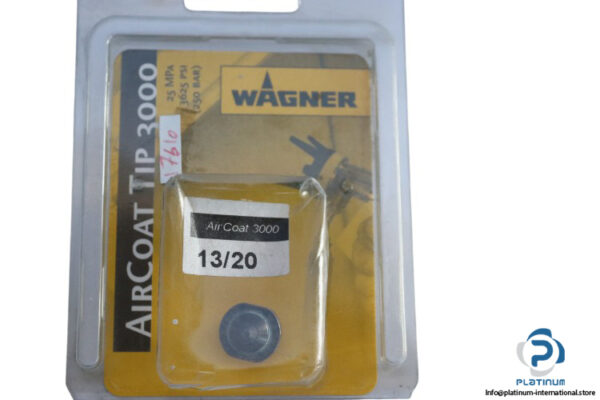 AIRCOAT TIP 3000
25 MPA
3625 PSI
(250 BAR)
WAGNER
AirCoat 3000
13/20
PLATINUM
Info@platinum-international.store